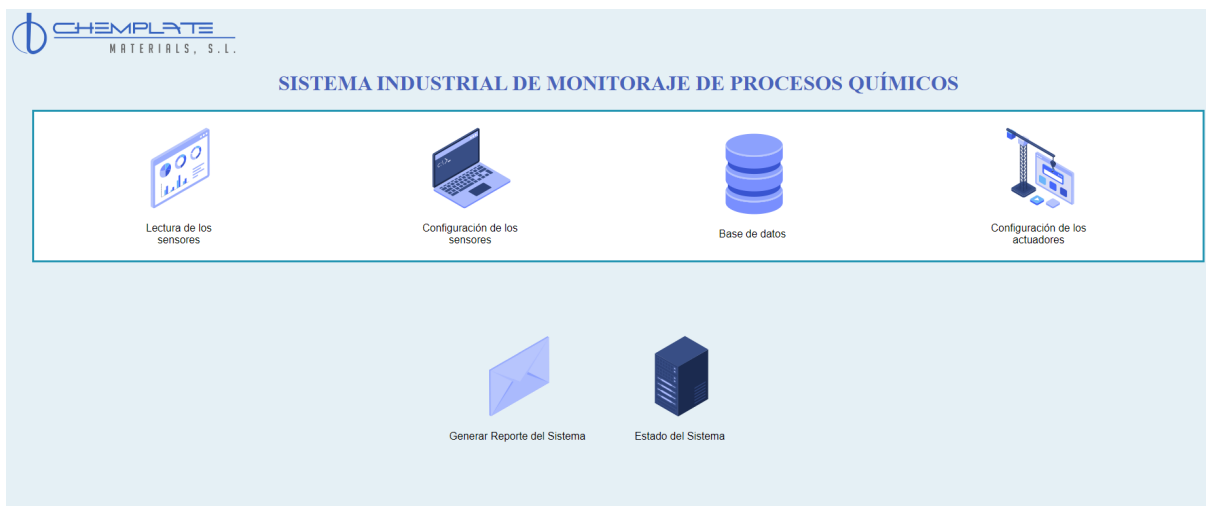 CHEMPLATE
MATERIALS, S.L.
SISTEMA INDUSTRIAL DE MONITORAJE DE PROCESOS QUÍMICOS
Lectura de los
sensores
Configuración de los
sensores
Base de datos
Configuración de los
actuadores
Generar Reporte del Sistema
Estado del Sistema